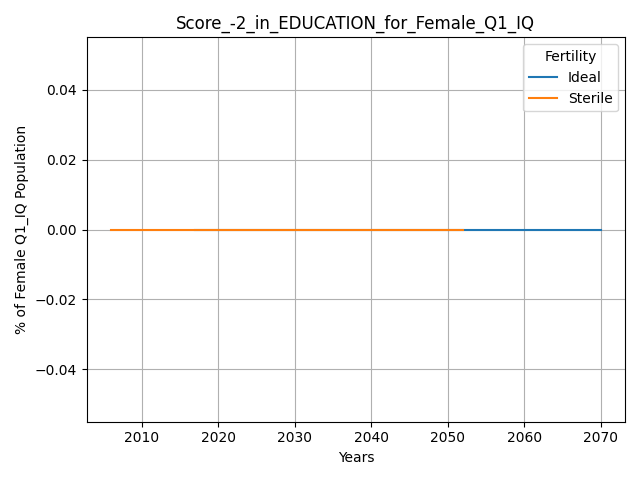 Score_-2_in_EDUCATION_for_Female_Q1_IQ
Fertility
Ideal
Sterile
% of Female Q1_IQ Population
0.04
0.02
0.00
−0.02
−0.04
2010 2020 2030 2040 2050 2060 2070
Years